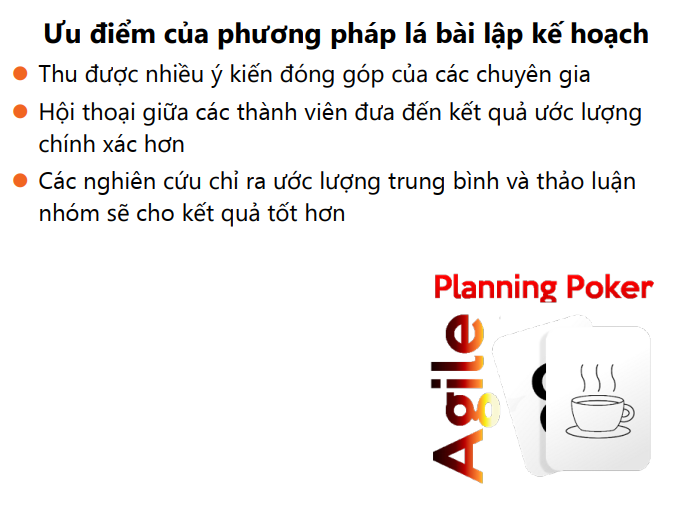 Ưu điểm của phương pháp lá bài lập kế hoạch
Thu được nhiều ý kiến đóng góp của các chuyên gia
Hội thoại giữa các thành viên đưa đến kết quả ước lượng
chính xác hơn
Các nghiên cứu chỉ ra ước lượng trung bình và thảo luận
nhóm sẽ cho kết quả tốt hơn
Planning Poker
Agile